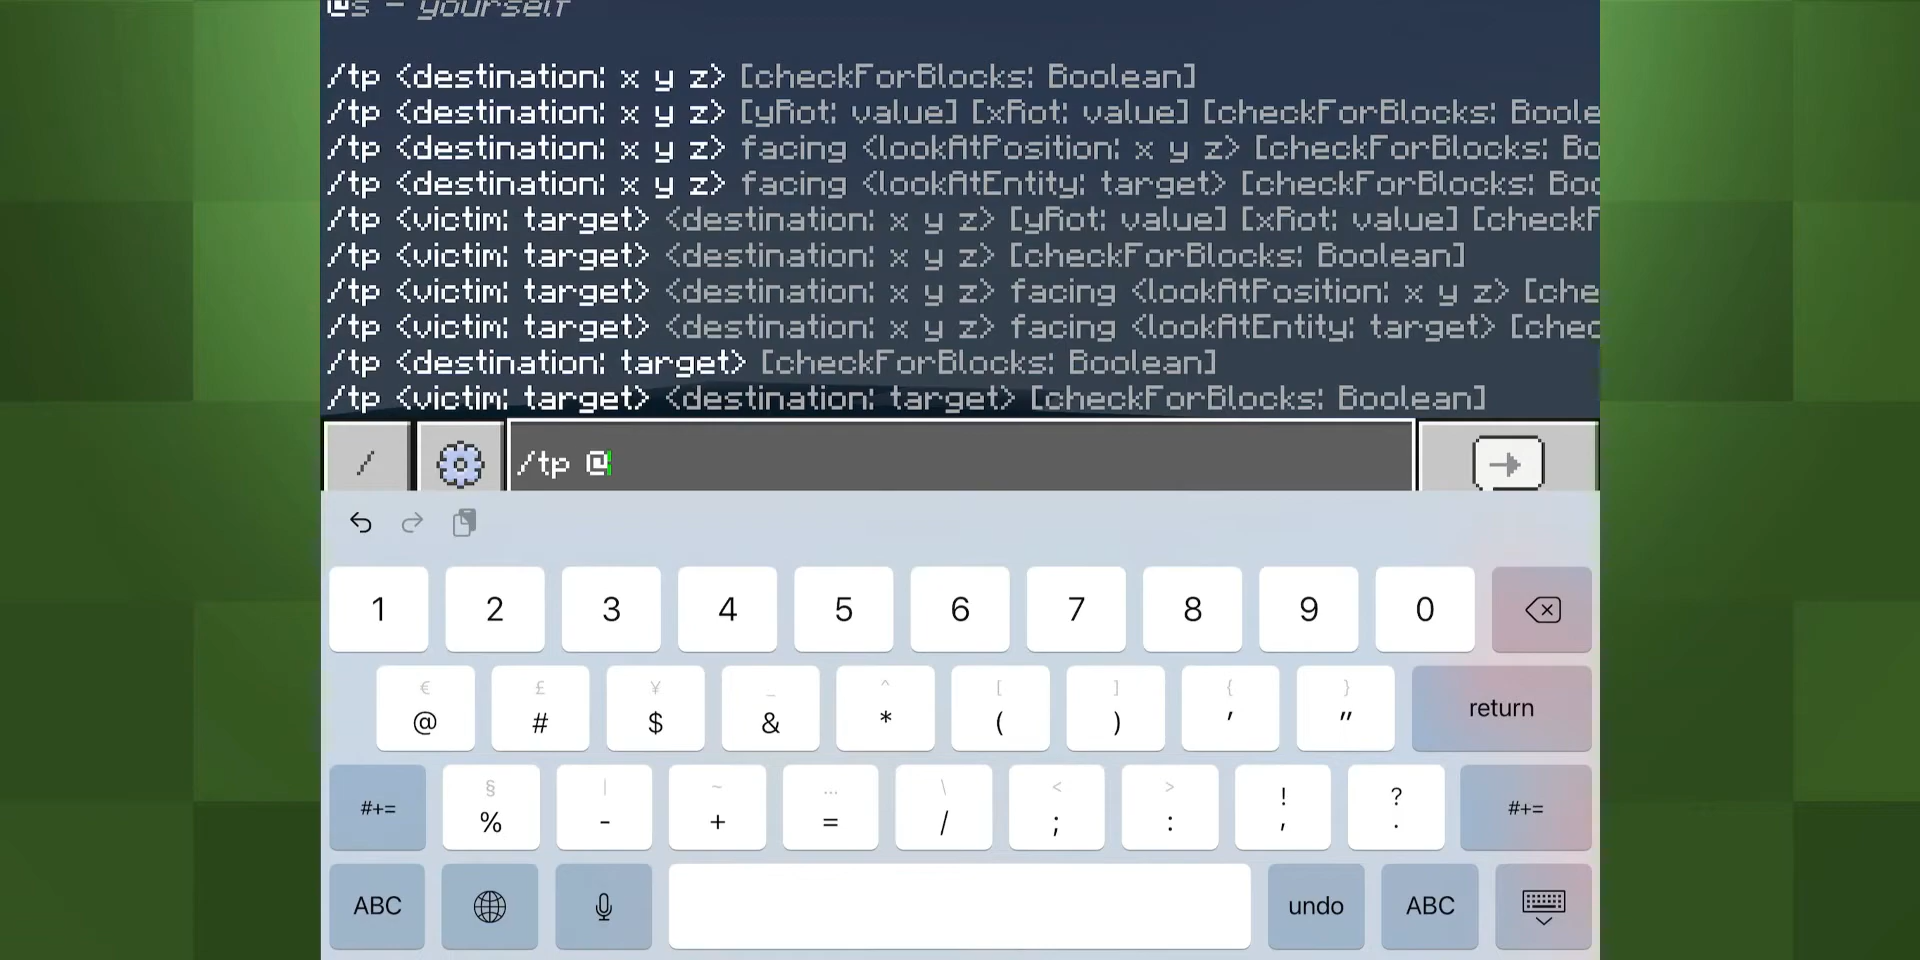 @s - yourself
/tp <destination: x y z> [checkForBlocks: Boolean]
/tp <destination: x y z> [yRot: value] [xRot: value] [checkForBlocks: Boole
/tp <destination: x y z> facing <lookAtPosition: x y z> [checkForBlocks: Bo
/tp <destination: x y z> facing <lookAtEntity: target> [checkForBlocks: Boo
/tp <victim: target> <destination: x y z> [yRot: value] [xRot: value] [checkF
/tp <victim: target> <destination: x y z> [checkForBlocks: Boolean]
/tp <victim: target> <destination: x y z> facing <lookAtPosition: x y z> [che
/tp <victim: target> <destination: x y z> facing <lookAtEntity: target> [chec
/tp <destination: target> [checkForBlocks: Boolean]
/tp <victim: target> <destination: target> [checkForBlocks: Boolean]
/ /tp @
1 2 3 4 5 6 7 8 9 0
€ £ ¥ _ ^ [ ] { }
@ # $ & * ( ) ' " return
§ | ~ … \ < > ! ?
#+= % - + = / ; : , . #+=
ABC undo ABC